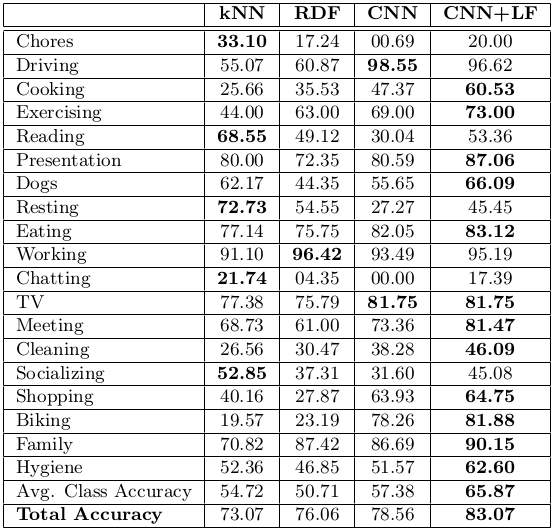 kNN RDF CNN CNN+LF
Chores 33.10 17.24 00.69 20.00
Driving 55.07 60.87 98.55 96.62
Cooking 25.66 35.53 47.37 60.53
Exercising 44.00 63.00 69.00 73.00
Reading 68.55 49.12 30.04 53.36
Presentation 80.00 72.35 80.59 87.06
Dogs 62.17 44.35 55.65 66.09
Resting 72.73 54.55 27.27 45.45
Eating 77.14 75.75 82.05 83.12
Working 91.10 96.42 93.49 95.19
Chatting 21.74 04.35 00.00 17.39
TV 77.38 75.79 81.75 81.75
Meeting 68.73 61.00 73.36 81.47
Cleaning 26.56 30.47 38.28 46.09
Socializing 52.85 37.31 31.60 45.08
Shopping 40.16 27.87 63.93 64.75
Biking 19.57 23.19 78.26 81.88
Family 70.82 87.42 86.69 90.15
Hygiene 52.36 46.85 51.57 62.60
Avg. Class Accuracy 54.72 50.71 57.38 65.87
Total Accuracy 73.07 76.06 78.56 83.07